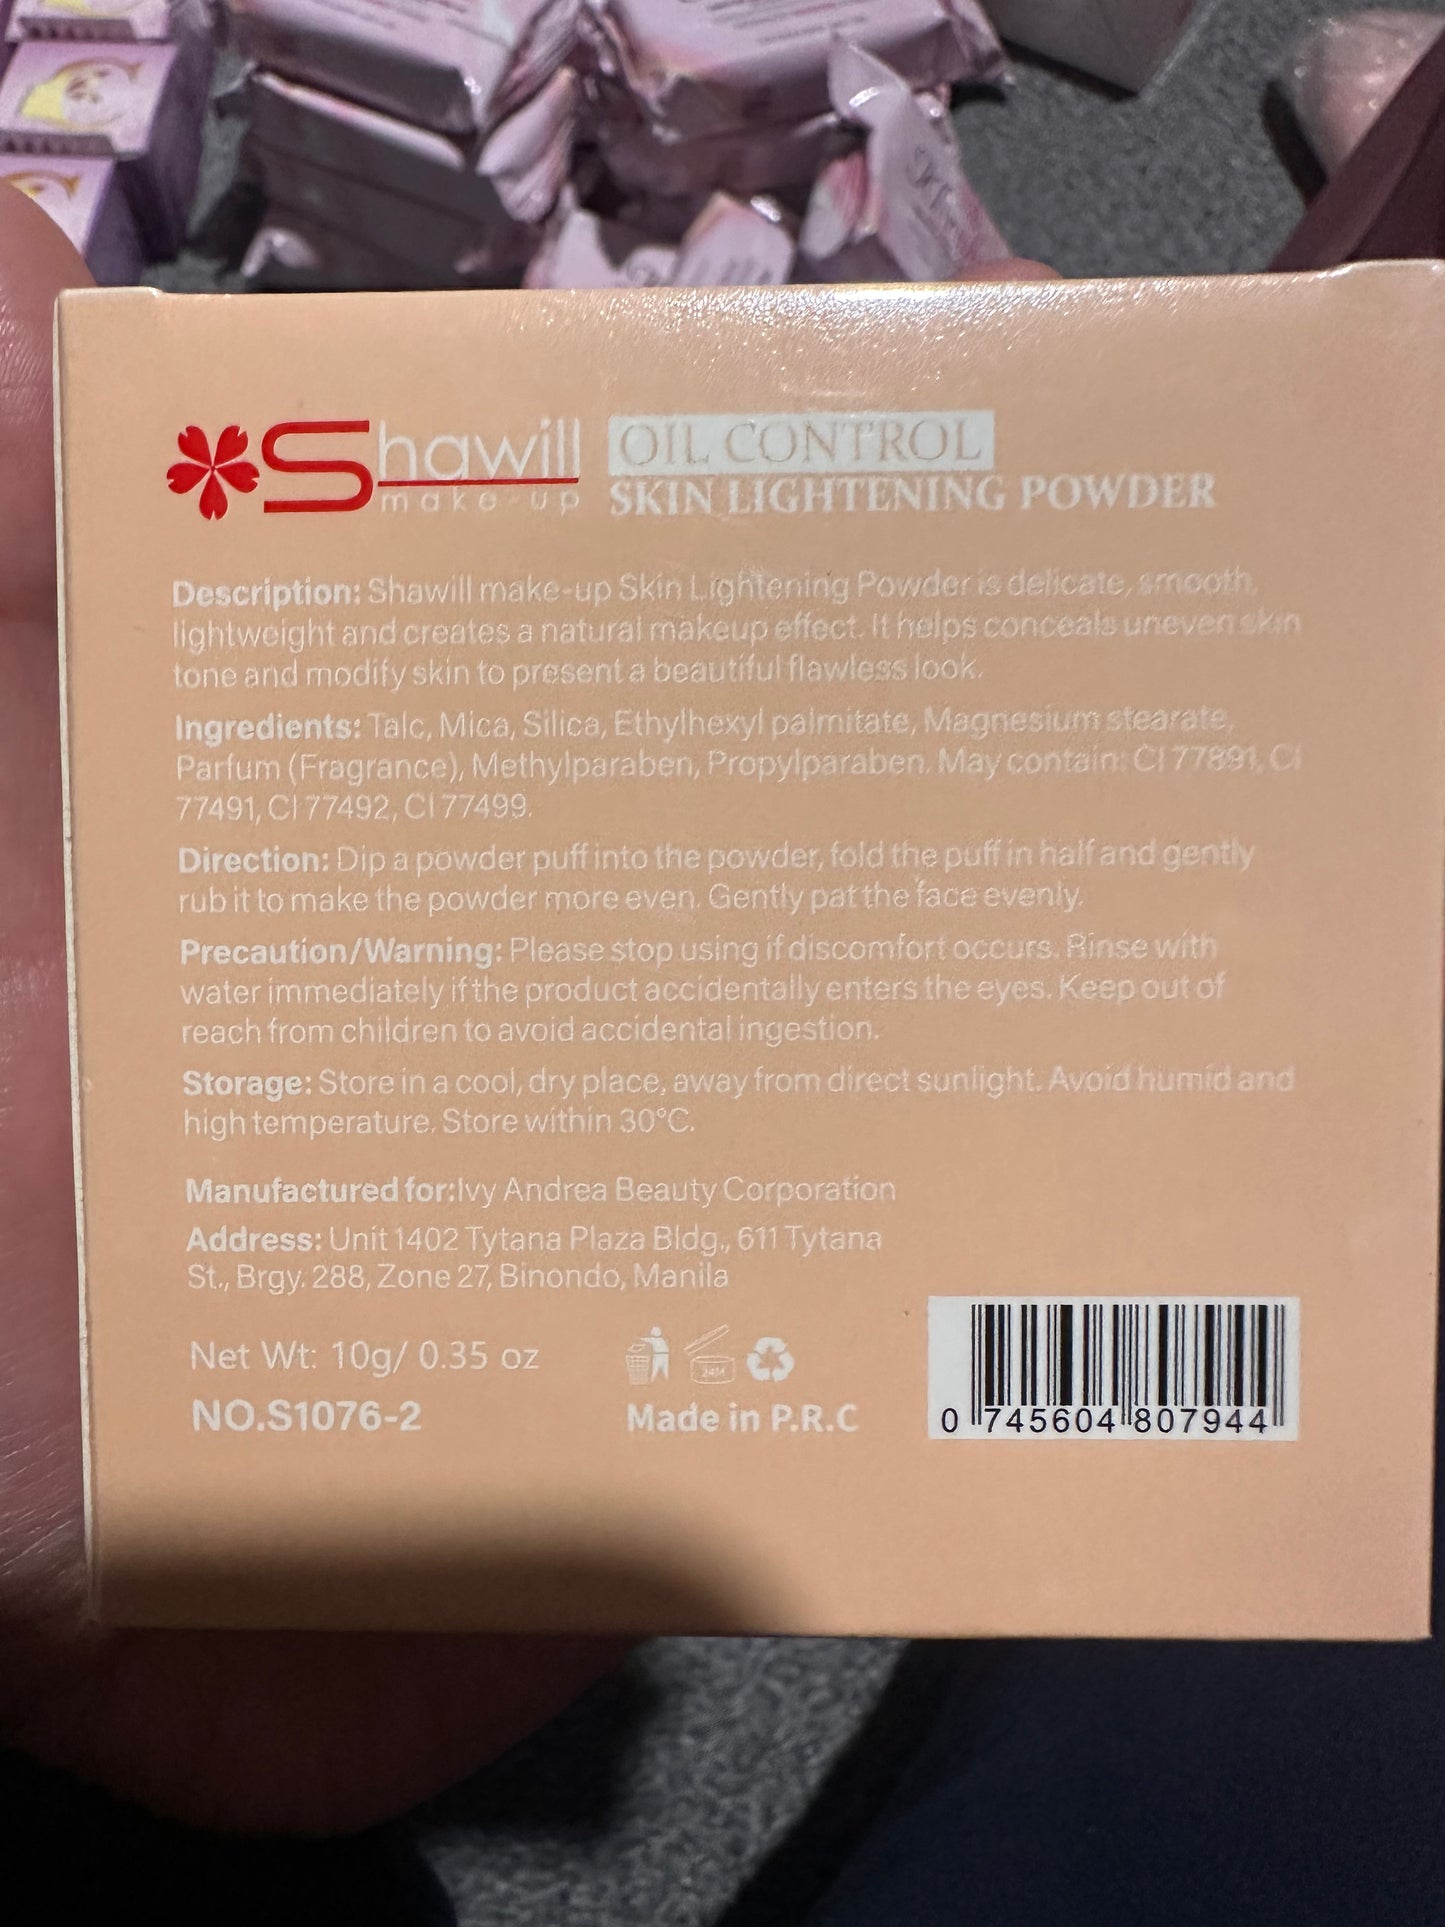 Shawill
make-up
OIL CONTROL
SKIN LIGHTENING POWDER
Description: Shawill make-up Skin Lightening Powder is delicate, smooth,
lightweight and creates a natural makeup effect. It helps conceals uneven skin
tone and modify skin to present a beautiful flawless look.
Ingredients: Talc, Mica, Silica, Ethylhexyl palmitate, Magnesium stearate,
Parfum (Fragrance), Methylparaben, Propylparaben. May contain: CI 77891, CI
77491, CI 77492, CI 77499.
Direction: Dip a powder puff into the powder, fold the puff in half and gently
rub it to make the powder more even. Gently pat the face evenly.
Precaution/Warning: Please stop using if discomfort occurs. Rinse with
water immediately if the product accidentally enters the eyes. Keep out of
reach from children to avoid accidental ingestion.
Storage: Store in a cool, dry place, away from direct sunlight. Avoid humid and
high temperature. Store within 30°C.
Manufactured for:Ivy Andrea Beauty Corporation
Address: Unit 1402 Tytana Plaza Bldg., 611 Tytana
St., Brgy. 288, Zone 27, Binondo, Manila
Net Wt: 10g/ 0.35 oz
24M
NO.S1076-2
Made in P.R.C
0 745604 807944